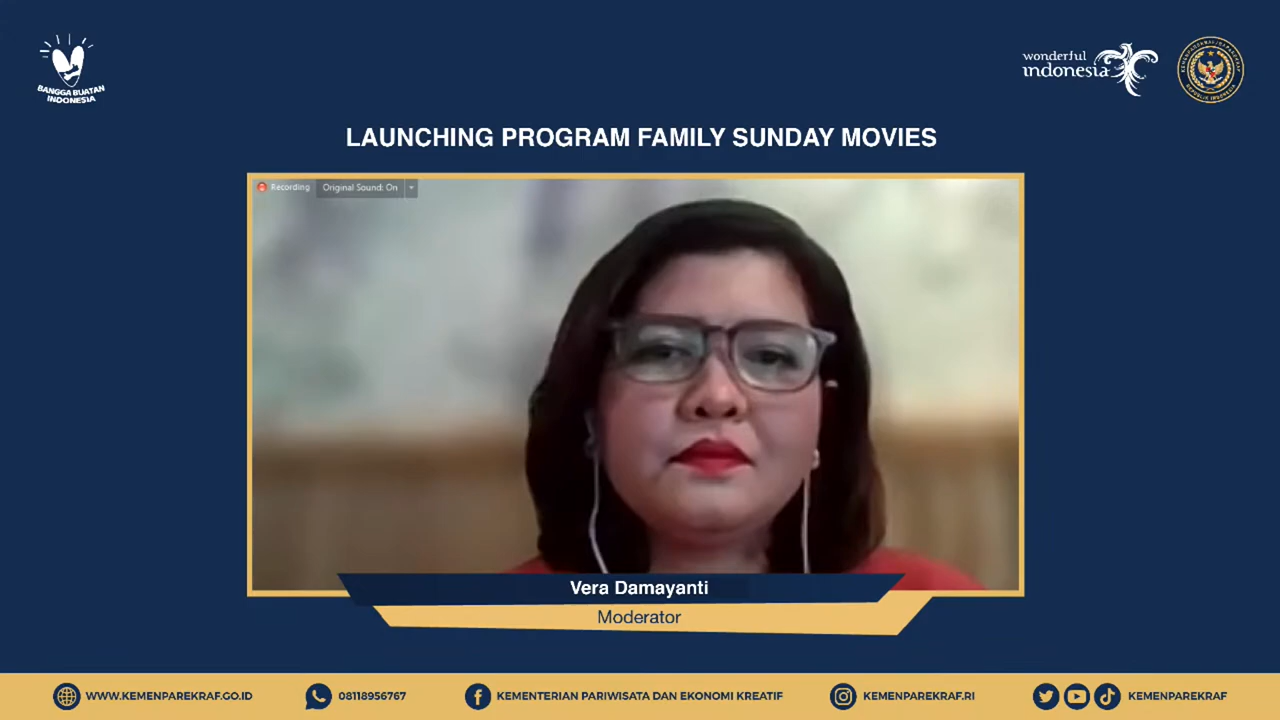 BANGGA BUATAN
INDONESIA
wonderful
indonesia
LAUNCHING PROGRAM FAMILY SUNDAY MOVIES
Recording
Original Sound: On
Vera Damayanti
Moderator
WWW.KEMENPAREKRAF.GO.ID
08118956767
KEMENTERIAN PARIWISATA DAN EKONOMI KREATIF
KEMENPAREKRAF.RI
KEMENPAREKRAF